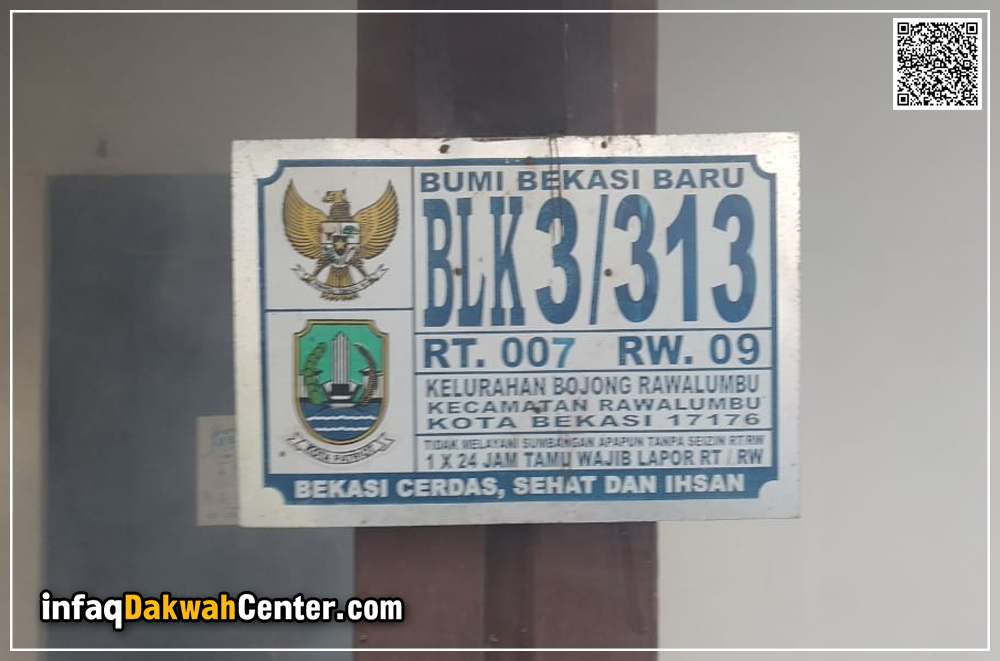 BUMI BEKASI BARU
BLK 3/313
RT. 007 RW. 09
KELURAHAN BOJONG RAWALUMBU
KECAMATAN RAWALUMBU
KOTA BEKASI 17176
TIDAK MELAYANI SUMBANGAN APAPUN TANPA SEIZIN RT RW
1 X 24 JAM TAMU WAJIB LAPOR RT / RW
KOTA PATRIOT
BEKASI CERDAS, SEHAT DAN IHSAN
infaqDakwahCenter.com